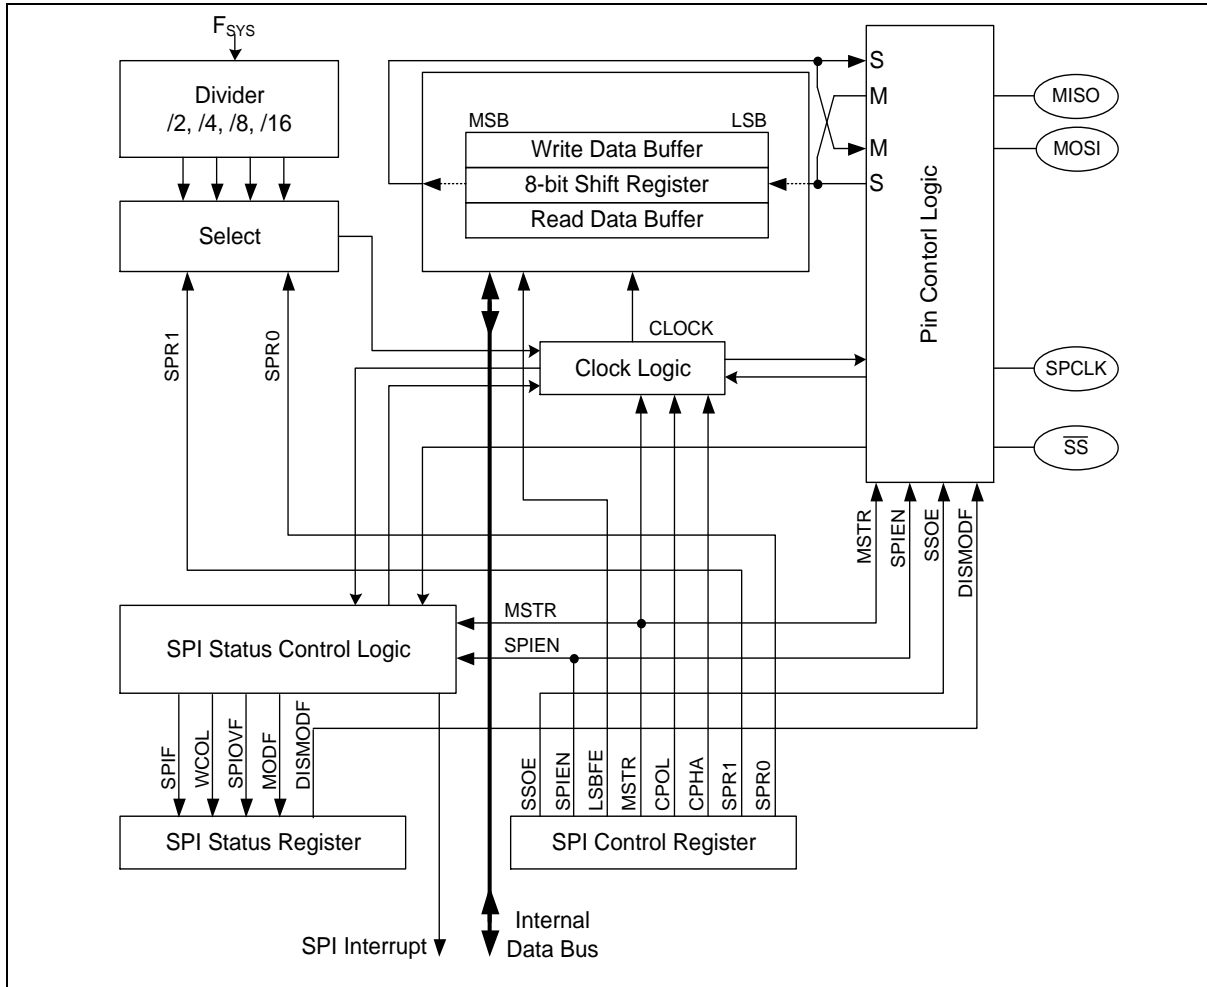 FSYS
Divider
/2, /4, /8, /16
Select
SPR1
SPR0
MSB
LSB
Write Data Buffer
8-bit Shift Register
Read Data Buffer
CLOCK
Clock Logic
S
M
M
S
Pin Contorl Logic
MISO
MOSI
SPCLK
SS
MSTR
SPIEN
SSOE
DISMODF
SPI Status Control Logic
MSTR
SPIEN
SPIF
WCOL
SPIOVF
MODF
DISMODF
SPI Status Register
SSOE
SPIEN
LSBFE
MSTR
CPOL
CPHA
SPR1
SPR0
SPI Control Register
SPI Interrupt
Internal
Data Bus